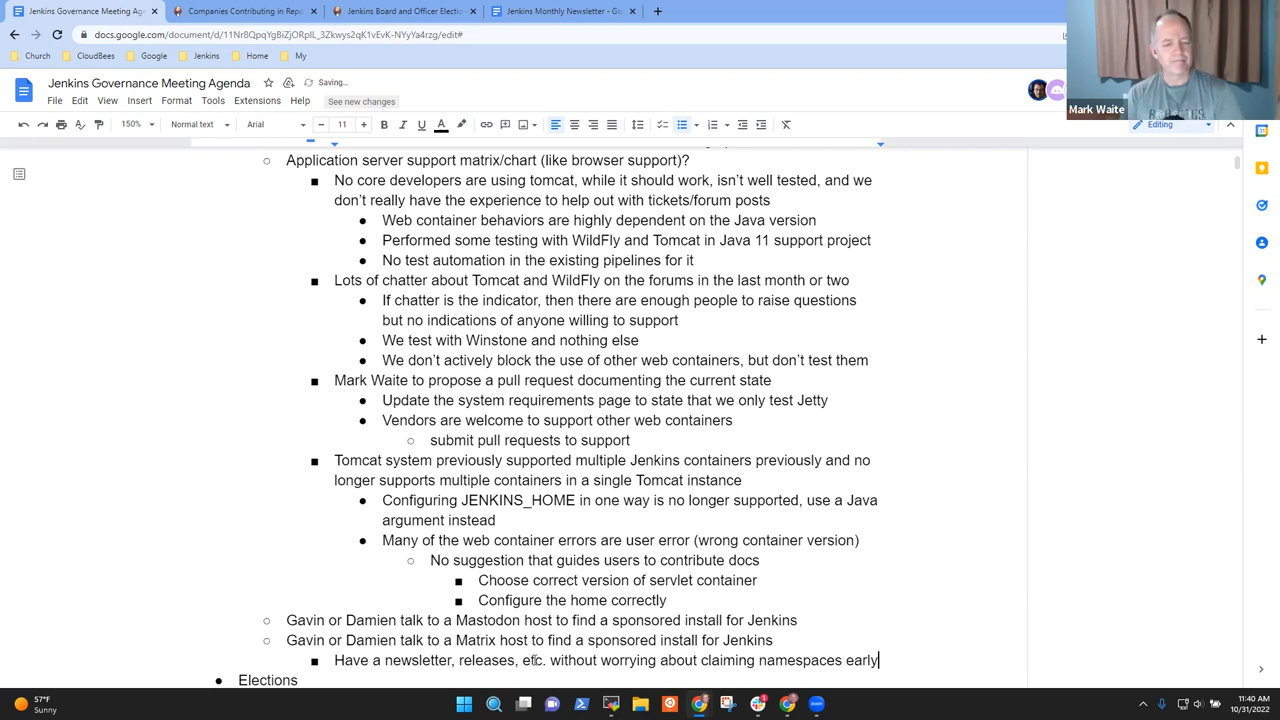 Jenkins Governance Meeting Age
Companies Contributing in Repo
Jenkins Board and Officer Electio
Jenkins Monthly Newsletter - Go
docs.google.com/document/d/11Nr8QpqYgBiZjORpIL_3Zkwys2qK1vEvK-NYyYa4rzg/edit#
Church
CloudBees
Google
Jenkins
Home
My
Mark Waite
Jenkins Governance Meeting Agenda
Saving...
File Edit View Insert Format Tools Extensions Help
See new changes
150%
Normal text
Arial
11
Editing
Application server support matrix/chart (like browser support)?
No core developers are using tomcat, while it should work, isn't well tested, and we
don't really have the experience to help out with tickets/forum posts
Web container behaviors are highly dependent on the Java version
Performed some testing with WildFly and Tomcat in Java 11 support project
No test automation in the existing pipelines for it
Lots of chatter about Tomcat and WildFly on the forums in the last month or two
If chatter is the indicator, then there are enough people to raise questions
but no indications of anyone willing to support
We test with Winstone and nothing else
We don't actively block the use of other web containers, but don't test them
Mark Waite to propose a pull request documenting the current state
Update the system requirements page to state that we only test Jetty
Vendors are welcome to support other web containers
submit pull requests to support
Tomcat system previously supported multiple Jenkins containers previously and no
longer supports multiple containers in a single Tomcat instance
Configuring JENKINS_HOME in one way is no longer supported, use a Java
argument instead
Many of the web container errors are user error (wrong container version)
No suggestion that guides users to contribute docs
Choose correct version of servlet container
Configure the home correctly
Gavin or Damien talk to a Mastodon host to find a sponsored install for Jenkins
Gavin or Damien talk to a Matrix host to find a sponsored install for Jenkins
Have a newsletter, releases, etc. without worrying about claiming namespaces early
Elections
57°F
Sunny
11:40 AM
10/31/2022